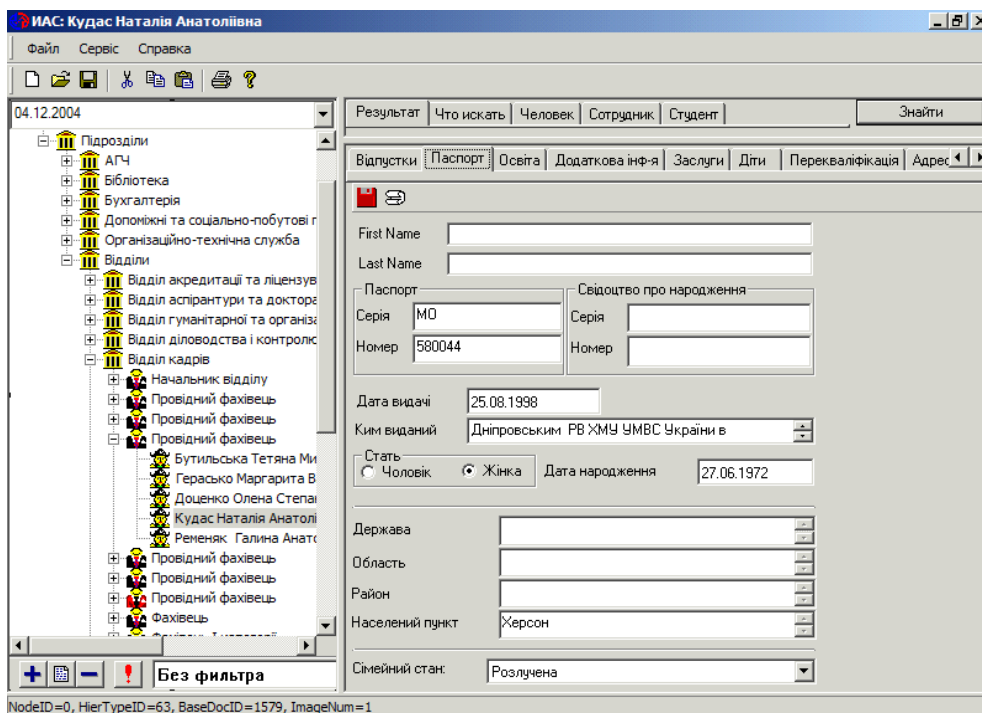 ИАС: Кудас Наталія Анатоліївна
Файл Сервіс Справка
04.12.2004
Підрозділи
АГЧ
Бібліотека
Бухгалтерія
Допоміжні та соціально-побутові г
Організаційно-технічна служба
Відділи
Відділ акредитації та ліцензув
Відділ аспірантури та доктора
Відділ гуманітарної та організа
Відділ діловодства і контролю
Відділ кадрів
Начальник відділу
Провідний фахівець
Провідний фахівець
Провідний фахівець
Бутильська Тетяна Ми
Герасько Маргарита В
Доценко Олена Степа
Кудас Наталія Анатолі
Ременяк Галина Анато
Провідний фахівець
Провідний фахівець
Провідний фахівець
Фахівець
Без фильтра
Результат Что искать Человек Сотрудник Студент Знайти
Відпустки Паспорт Освіта Додаткова інф-я Заслуги Діти Перекваліфікація Адрес
First Name
Last Name
Паспорт Свідоцтво про народження
Серія МО Серія
Номер 580044 Номер
Дата видачі 25.08.1998
Ким виданий Дніпровським РВ ХМУ УМВС України в
Стать
Чоловік Жінка Дата народження 27.06.1972
Держава
Область
Район
Населений пункт Херсон
Сімейний стан: Розлучена
NodeID=0, HierTypeID=63, BaseDocID=1579, ImageNum=1